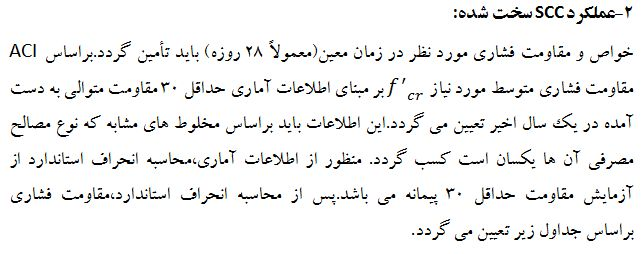 ۲-عملکرد SCC سخت شده:
خواص و مقاومت فشاری مورد نظر در زمان معین(معمولاً ۲۸ روزه) باید تأمین گردد.براساس ACI
مقاومت فشاری متوسط مورد نیاز f′cr بر مبنای اطلاعات آماری حداقل ۳۰ مقاومت متوالی به دست
آمده در یک سال اخیر تعیین می گردد.این اطلاعات باید براساس مخلوط های مشابه که نوع مصالح
مصرفی آن ها یکسان است کسب گردد. منظور از اطلاعات آماری،محاسبه انحراف استاندارد از
آزمایش مقاومت حداقل ۳۰ پیمانه می باشد.پس از محاسبه انحراف استاندارد،مقاومت فشاری
براساس جداول زیر تعیین می گردد.